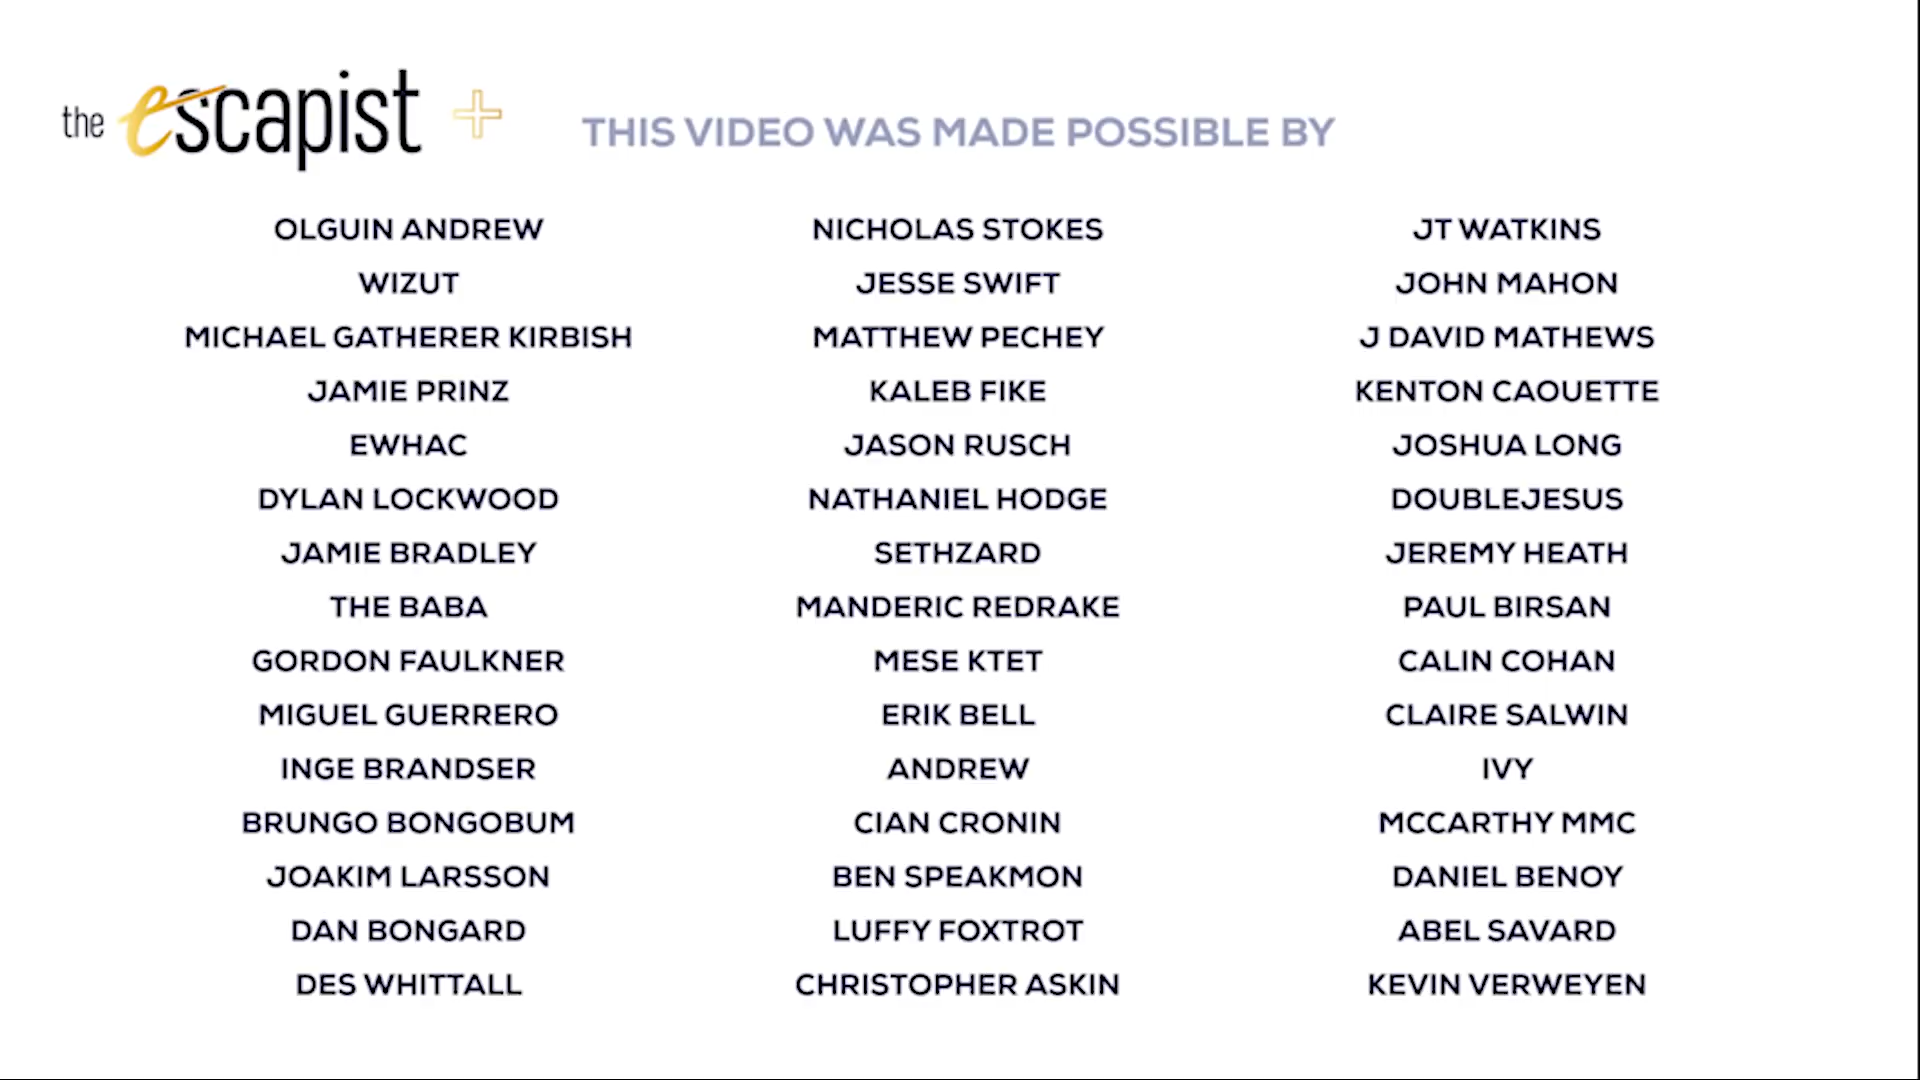 the escapist +
THIS VIDEO WAS MADE POSSIBLE BY
OLGUIN ANDREW
WIZUT
MICHAEL GATHERER KIRBISH
JAMIE PRINZ
EWHAC
DYLAN LOCKWOOD
JAMIE BRADLEY
THE BABA
GORDON FAULKNER
MIGUEL GUERRERO
INGE BRANDSER
BRUNGO BONGOBUM
JOAKIM LARSSON
DAN BONGARD
DES WHITTALL
NICHOLAS STOKES
JESSE SWIFT
MATTHEW PECHEY
KALEB FIKE
JASON RUSCH
NATHANIEL HODGE
SETHZARD
MANDERIC REDRAKE
MESE KTET
ERIK BELL
ANDREW
CIAN CRONIN
BEN SPEAKMON
LUFFY FOXTROT
CHRISTOPHER ASKIN
JT WATKINS
JOHN MAHON
J DAVID MATHEWS
KENTON CAOUETTE
JOSHUA LONG
DOUBLEJESUS
JEREMY HEATH
PAUL BIRSAN
CALIN COHAN
CLAIRE SALWIN
IVY
MCCARTHY MMC
DANIEL BENOY
ABEL SAVARD
KEVIN VERWEYEN